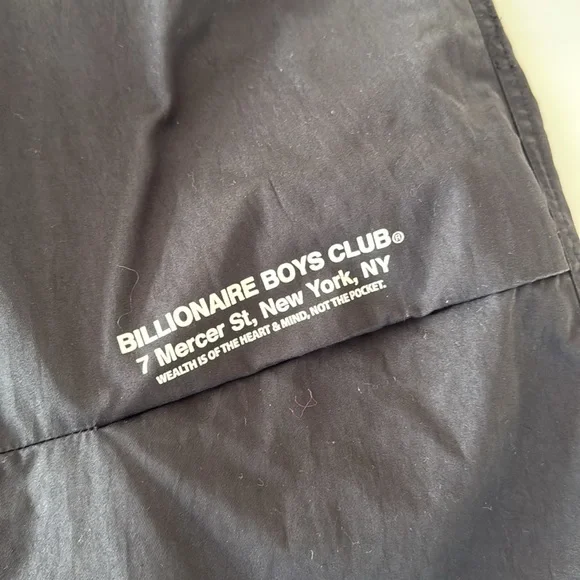 BILLIONAIRE BOYS CLUB®
7 Mercer St, New York, NY
WEALTH IS OF THE HEART & MIND, NOT THE POCKET.